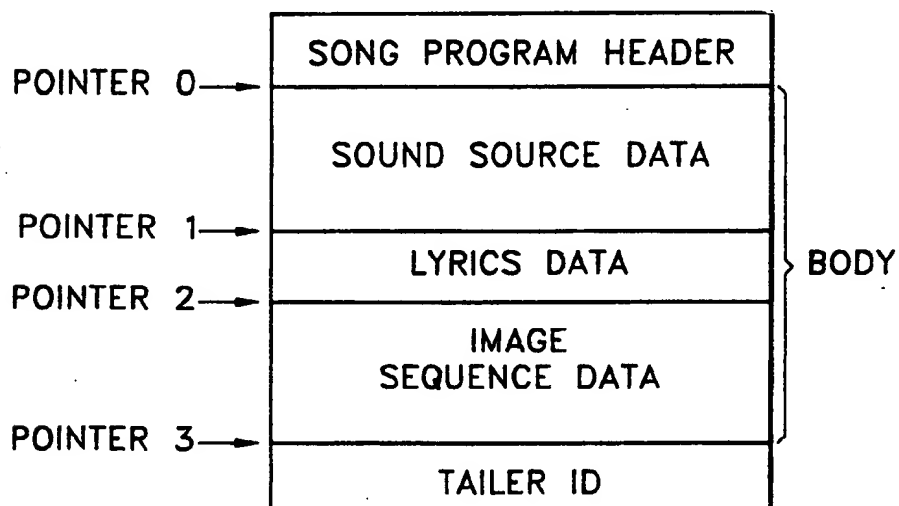 SONG PROGRAM HEADER
POINTER 0
SOUND SOURCE DATA
POINTER 1
LYRICS DATA
BODY
POINTER 2
IMAGE
SEQUENCE DATA
POINTER 3
TAILER ID